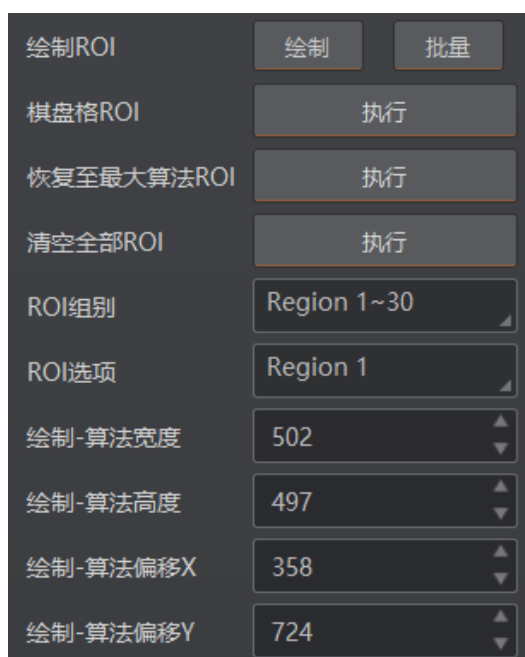 绘制ROI 绘制 批量
棋盘格ROI 执行
恢复至最大算法ROI 执行
清空全部ROI 执行
ROI组别 Region 1~30
ROI选项 Region 1
绘制-算法宽度 502
绘制-算法高度 497
绘制-算法偏移X 358
绘制-算法偏移Y 724